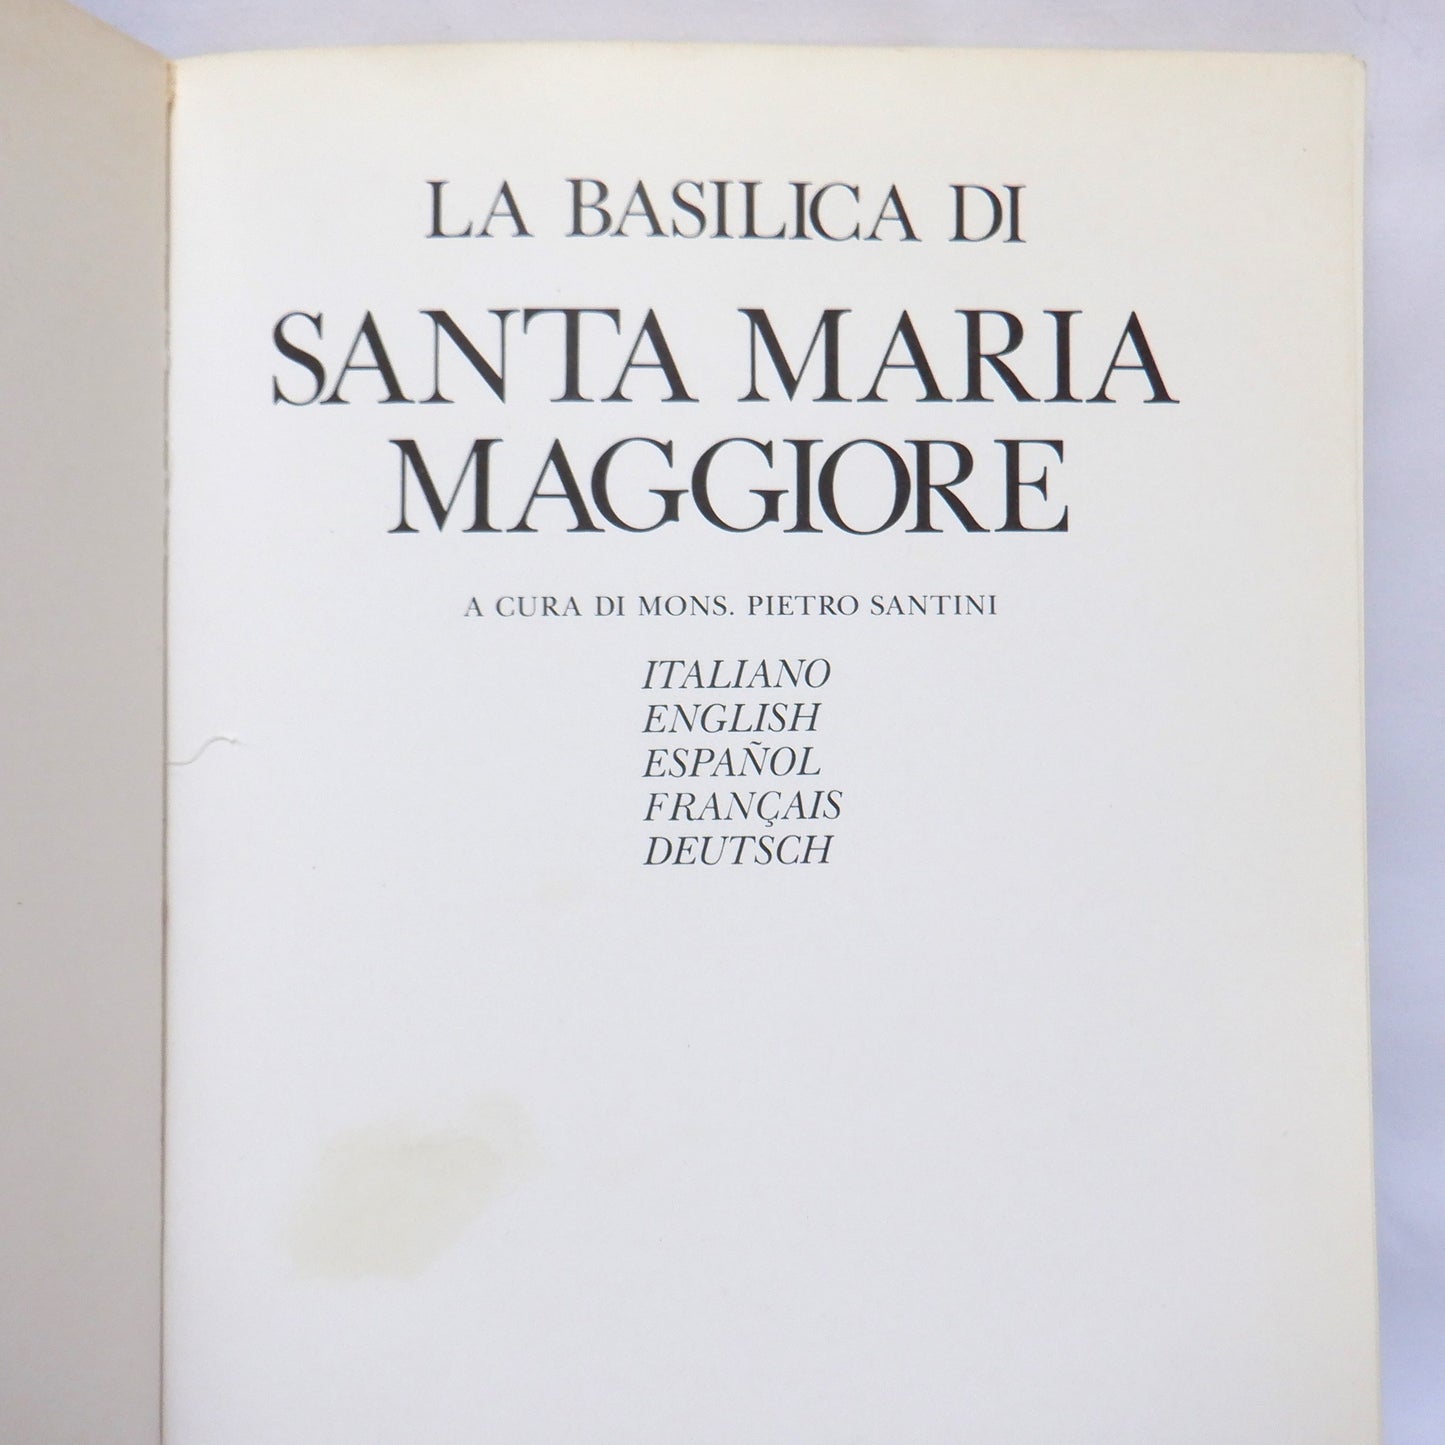 LA BASILICA DI
SANTA MARIA
MAGGIORE
A CURA DI MONS. PIETRO SANTINI
ITALIANO
ENGLISH
ESPAÑOL
FRANÇAIS
DEUTSCH